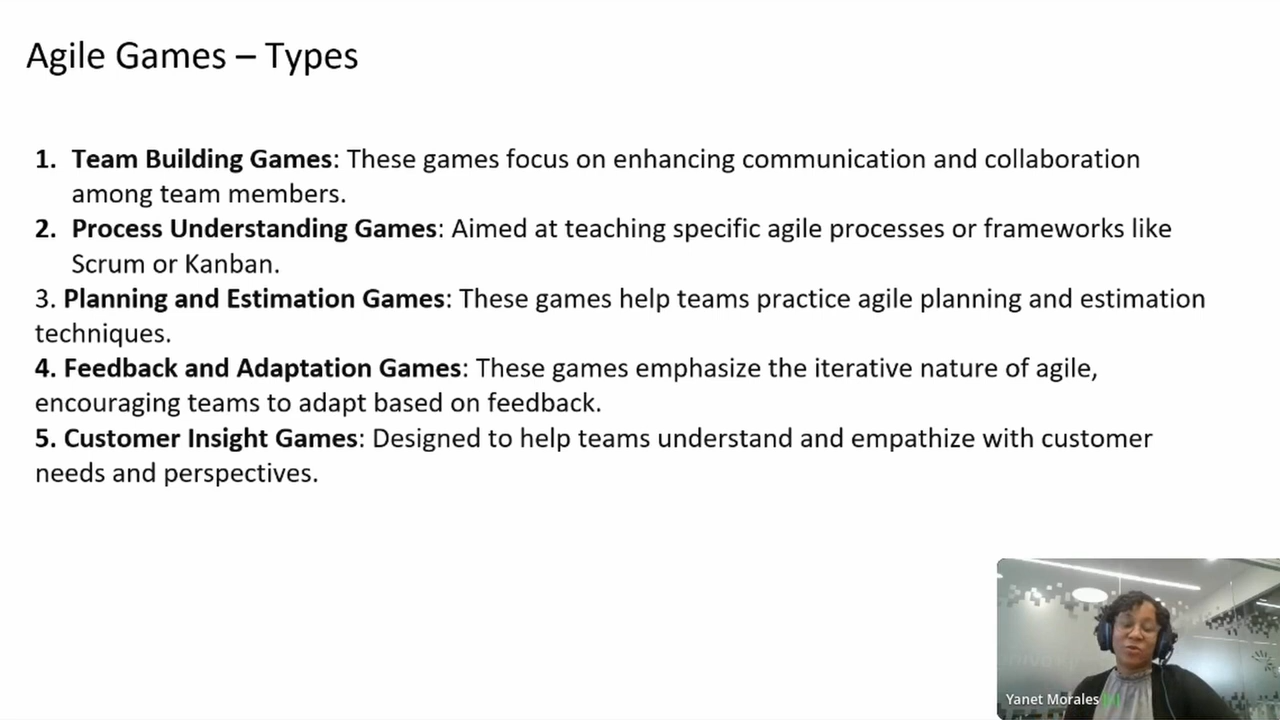 Agile Games – Types
1. Team Building Games: These games focus on enhancing communication and collaboration
among team members.
2. Process Understanding Games: Aimed at teaching specific agile processes or frameworks like
Scrum or Kanban.
3. Planning and Estimation Games: These games help teams practice agile planning and estimation
techniques.
4. Feedback and Adaptation Games: These games emphasize the iterative nature of agile,
encouraging teams to adapt based on feedback.
5. Customer Insight Games: Designed to help teams understand and empathize with customer
needs and perspectives.
Yanet Morales